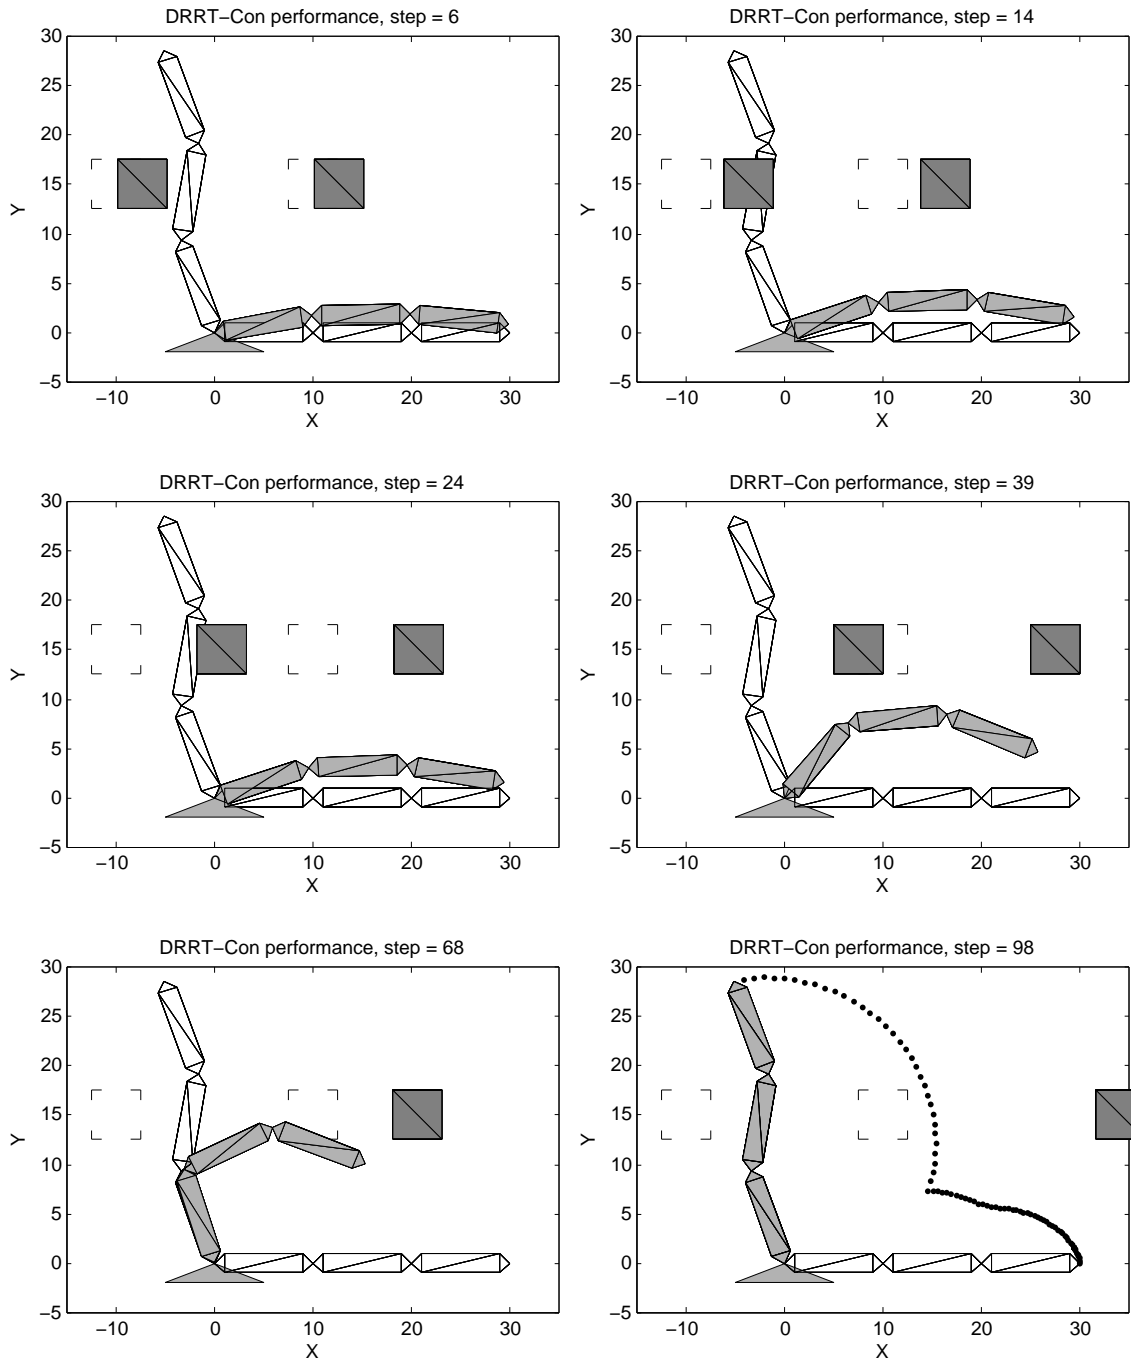 DRRT−Con performance, step = 6
30
25
20
15
10
5
0
−5
Y
−10 0 10 20 30
X
DRRT−Con performance, step = 14
30
25
20
15
10
5
0
−5
Y
−10 0 10 20 30
X
DRRT−Con performance, step = 24
30
25
20
15
10
5
0
−5
Y
−10 0 10 20 30
X
DRRT−Con performance, step = 39
30
25
20
15
10
5
0
−5
Y
−10 0 10 20 30
X
DRRT−Con performance, step = 68
30
25
20
15
10
5
0
−5
Y
−10 0 10 20 30
X
DRRT−Con performance, step = 98
30
25
20
15
10
5
0
−5
Y
−10 0 10 20 30
X